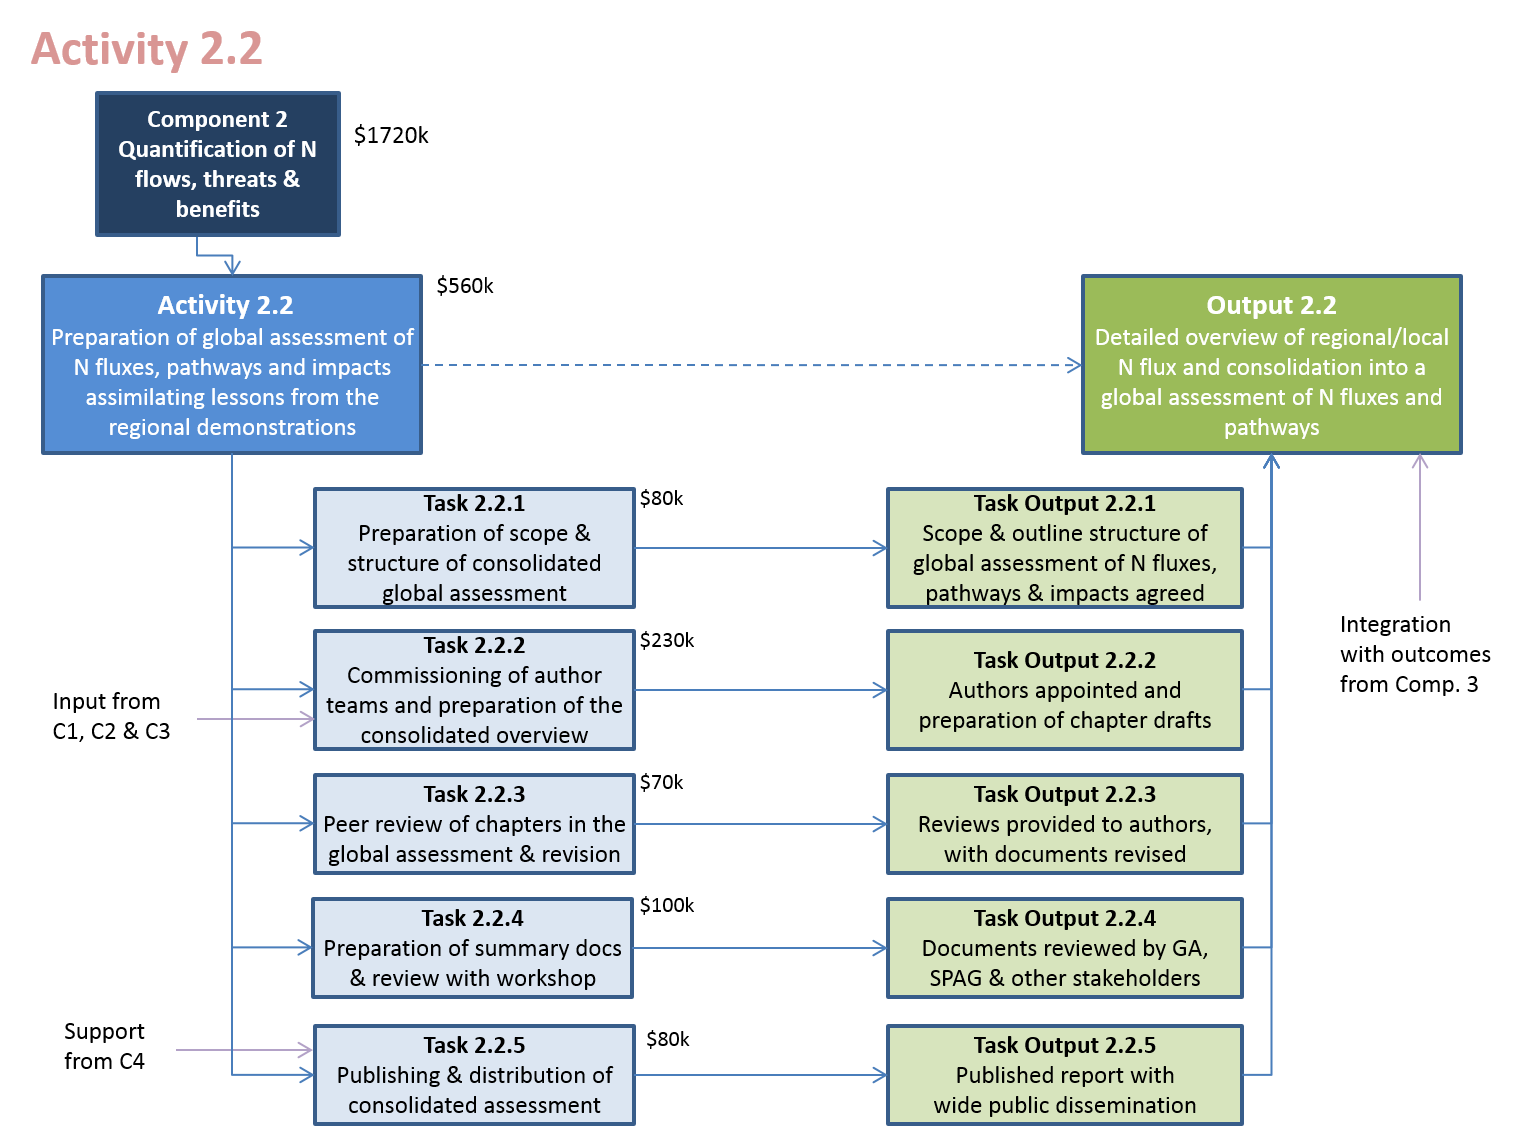 Activity 2.2
Component 2
Quantification of N
flows, threats &
benefits
$1720k
Activity 2.2
Preparation of global assessment of
N fluxes, pathways and impacts
assimilating lessons from the
regional demonstrations
$560k
Output 2.2
Detailed overview of regional/local
N flux and consolidation into a
global assessment of N fluxes and
pathways
Task 2.2.1
Preparation of scope &
structure of consolidated
global assessment
$80k
Task Output 2.2.1
Scope & outline structure of
global assessment of N fluxes,
pathways & impacts agreed
Integration
with outcomes
from Comp. 3
Input from
C1, C2 & C3
Task 2.2.2
Commissioning of author
teams and preparation of the
consolidated overview
$230k
Task Output 2.2.2
Authors appointed and
preparation of chapter drafts
Task 2.2.3
Peer review of chapters in the
global assessment & revision
$70k
Task Output 2.2.3
Reviews provided to authors,
with documents revised
Task 2.2.4
Preparation of summary docs
& review with workshop
$100k
Task Output 2.2.4
Documents reviewed by GA,
SPAG & other stakeholders
Support
from C4
Task 2.2.5
Publishing & distribution of
consolidated assessment
$80k
Task Output 2.2.5
Published report with
wide public dissemination